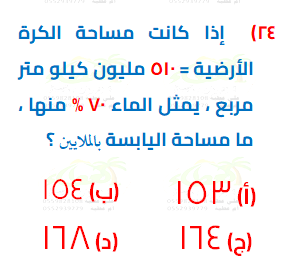 ٢٤) إذا كانت مساحة الكرة
الأرضية = ٥١٠ مليون كيلو متر
مربع ، يمثل الماء ٧٠ % منها ،
ما مساحة اليابسة بالملايين ؟
(أ) ١٥٣ (ب) ١٥٤
(ج) ١٦٤ (د) ١٦٨